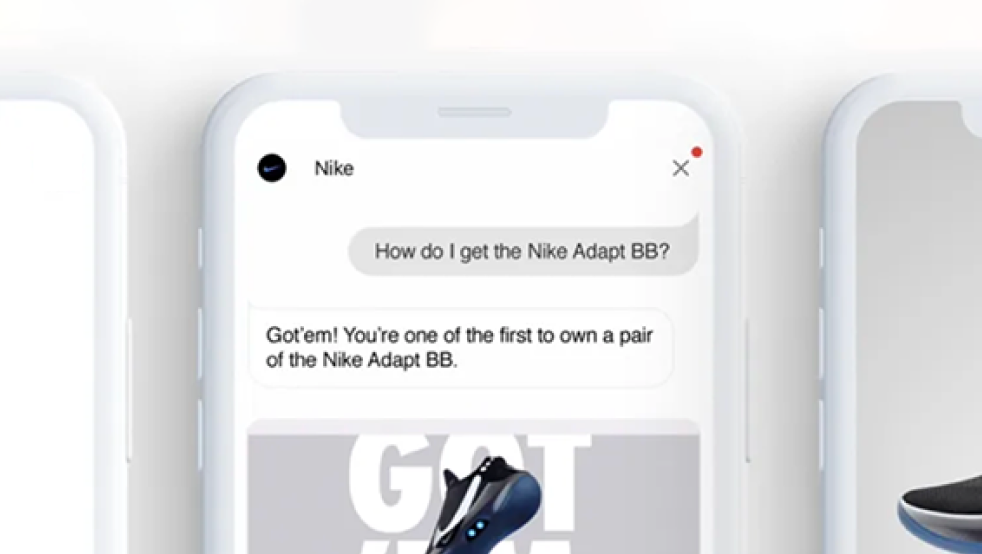 Nike
How do I get the Nike Adapt BB?
Got'em! You're one of the first to own a pair
of the Nike Adapt BB.
GOT